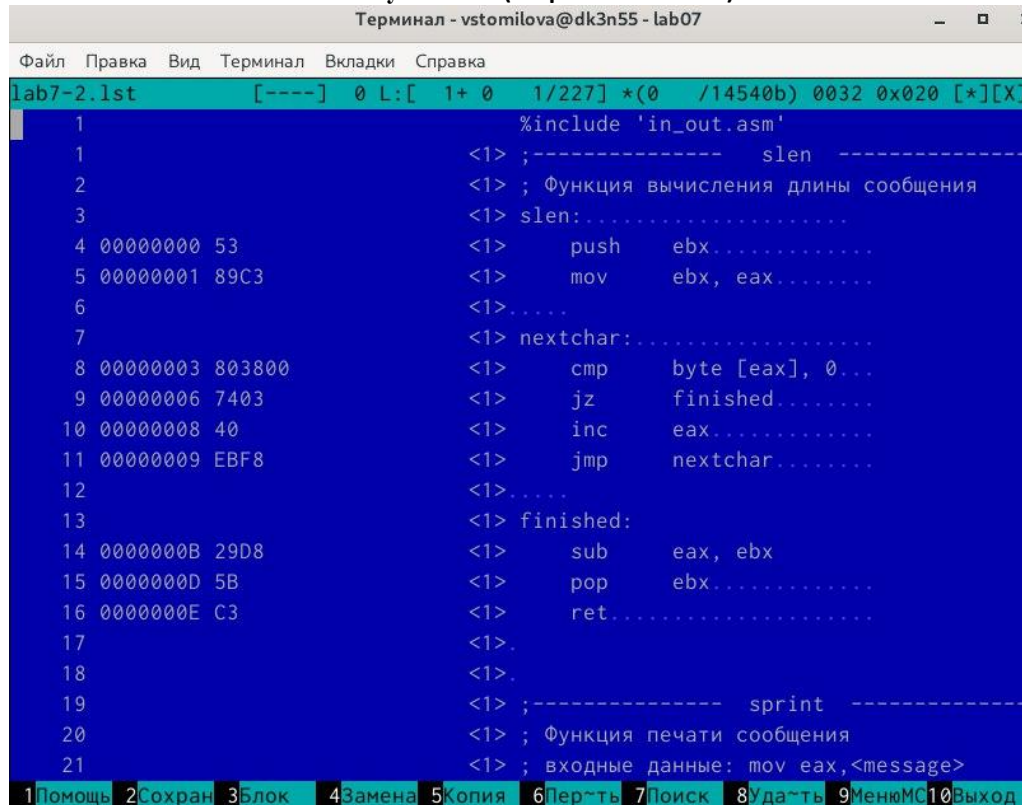 Терминал - vstomilova@dk3n55 - lab07
Файл Правка Вид Терминал Вкладки Справка
lab7-2.lst [----] 0 L:[ 1+ 0 1/227] *(0 /14540b) 0032 0x020 [*][X]
1 %include 'in_out.asm'
1 <1> ;--------------- slen ---------------
2 <1> ; Функция вычисления длины сообщения
3 <1> slen:.....................
4 00000000 53 <1> push ebx.............
5 00000001 89C3 <1> mov ebx, eax........
6 <1>.....
7 <1> nextchar:...................
8 00000003 803800 <1> cmp byte [eax], 0...
9 00000006 7403 <1> jz finished........
10 00000008 40 <1> inc eax.............
11 00000009 EBF8 <1> jmp nextchar........
12 <1>.....
13 <1> finished:
14 0000000B 29D8 <1> sub eax, ebx
15 0000000D 5B <1> pop ebx.............
16 0000000E C3 <1> ret.....................
17 <1>.
18 <1>.
19 <1> ;--------------- sprint --------------
20 <1> ; Функция печати сообщения
21 <1> ; входные данные: mov eax,<message>
1Помощь 2Сохран 3Блок 4Замена 5Копия 6Пер~ть 7Поиск 8Уда~ть 9МенюMC 10Выход